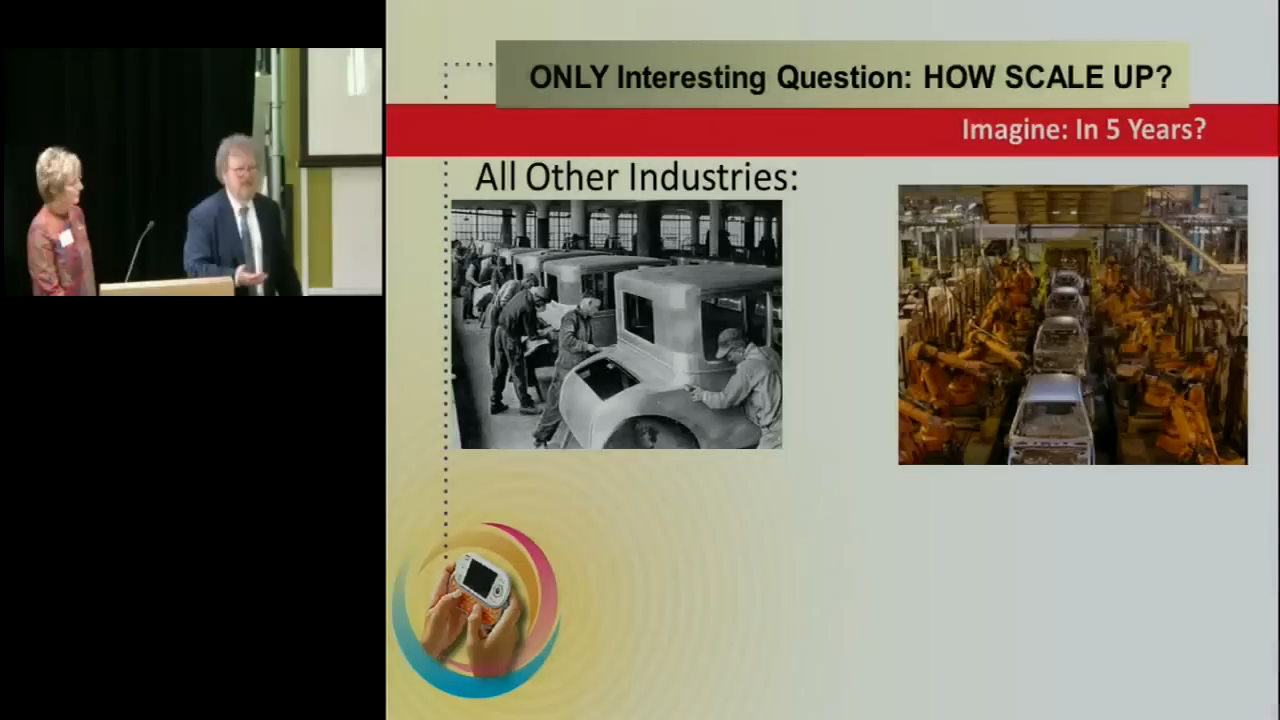 ONLY Interesting Question: HOW SCALE UP?
Imagine: In 5 Years?
All Other Industries: